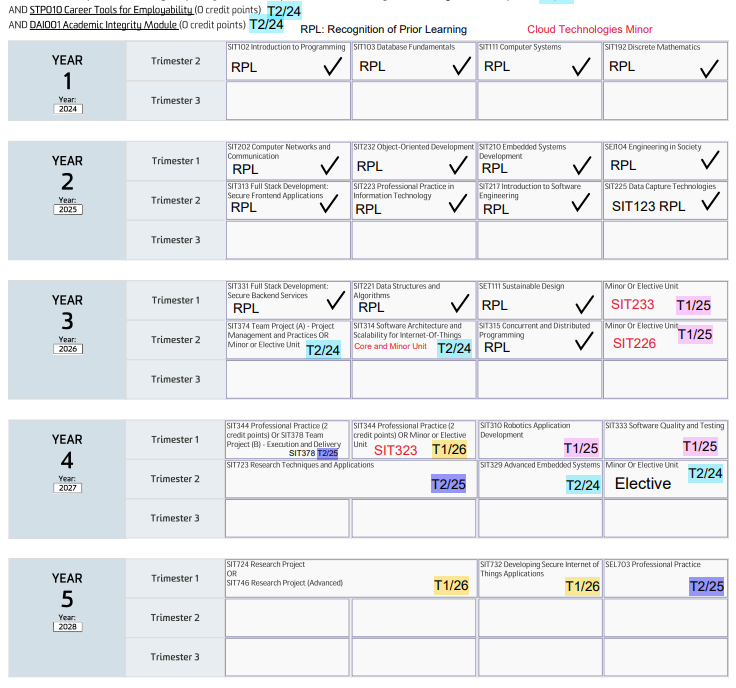 AND STP010 Career Tools for Employability (0 credit points) T2/24
AND DAI001 Academic Integrity Module (0 credit points) T2/24
RPL: Recognition of Prior Learning
Cloud Technologies Minor
YEAR
1
Year:
2024
Trimester 2
SIT102 Introduction to Programming
RPL
SIT103 Database Fundamentals
RPL
SIT111 Computer Systems
RPL
SIT192 Discrete Mathematics
RPL
Trimester 3
YEAR
2
Year:
2025
Trimester 1
SIT202 Computer Networks and
Communication
RPL
SIT232 Object-Oriented Development
RPL
SIT210 Embedded Systems
Development
RPL
SEJ104 Engineering in Society
RPL
Trimester 2
SIT313 Full Stack Development:
Secure Frontend Applications
RPL
SIT223 Professional Practice in
Information Technology
RPL
SIT217 Introduction to Software
Engineering
RPL
SIT225 Data Capture Technologies
SIT123 RPL
Trimester 3
YEAR
3
Year:
2026
Trimester 1
SIT331 Full Stack Development:
Secure Backend Services
RPL
SIT221 Data Structures and
Algorithms
RPL
SET111 Sustainable Design
RPL
Minor Or Elective Unit
SIT233 T1/25
Trimester 2
SIT374 Team Project (A) - Project
Management and Practices OR
Minor or Elective Unit T2/24
SIT314 Software Architecture and
Scalability for Internet-Of-Things
Core and Minor Unit T2/24
SIT315 Concurrent and Distributed
Programming
RPL
Minor Or Elective Unit
T1/25
SIT226
Trimester 3
YEAR
4
Year:
2027
Trimester 1
SIT344 Professional Practice (2
credit points) Or SIT378 Team
Project (B) - Execution and Delivery
SIT378 T2/25
SIT344 Professional Practice (2
credit points) OR Minor or Elective
Unit SIT323 T1/26
SIT310 Robotics Application
Development
T1/25
SIT333 Software Quality and Testing
T1/25
Trimester 2
SIT723 Research Techniques and Applications
T2/25
SIT329 Advanced Embedded Systems
T2/24
Minor Or Elective Unit
T2/24
Elective
Trimester 3
YEAR
5
Year:
2028
Trimester 1
SIT724 Research Project
OR
SIT746 Research Project (Advanced)
T1/26
SIT732 Developing Secure Internet of
Things Applications
T1/26
SEL703 Professional Practice
T2/25
Trimester 2
Trimester 3